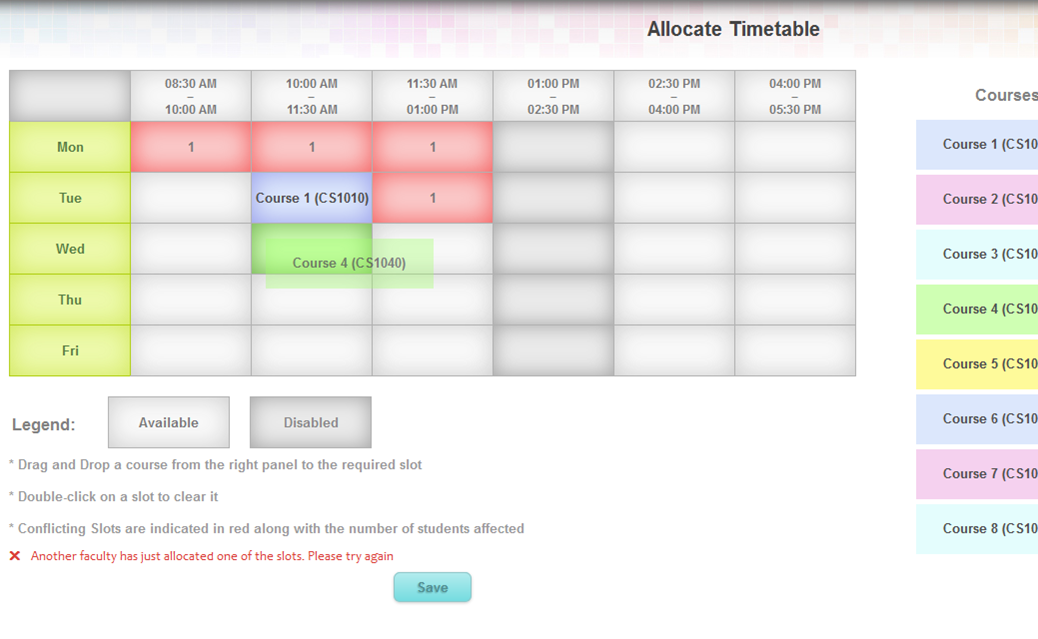 Allocate Timetable
08:30 AM – 10:00 AM
10:00 AM – 11:30 AM
11:30 AM – 01:00 PM
01:00 PM – 02:30 PM
02:30 PM – 04:00 PM
04:00 PM – 05:30 PM
Mon 1 1 1
Tue Course 1 (CS1010) 1
Wed
Course 4 (CS1040)
Thu
Fri
Courses
Course 1 (CS10
Course 2 (CS10
Course 3 (CS10
Course 4 (CS10
Course 5 (CS10
Course 6 (CS10
Course 7 (CS10
Course 8 (CS10
Legend: Available Disabled
* Drag and Drop a course from the right panel to the required slot
* Double-click on a slot to clear it
* Conflicting Slots are indicated in red along with the number of students affected
Another faculty has just allocated one of the slots. Please try again
Save